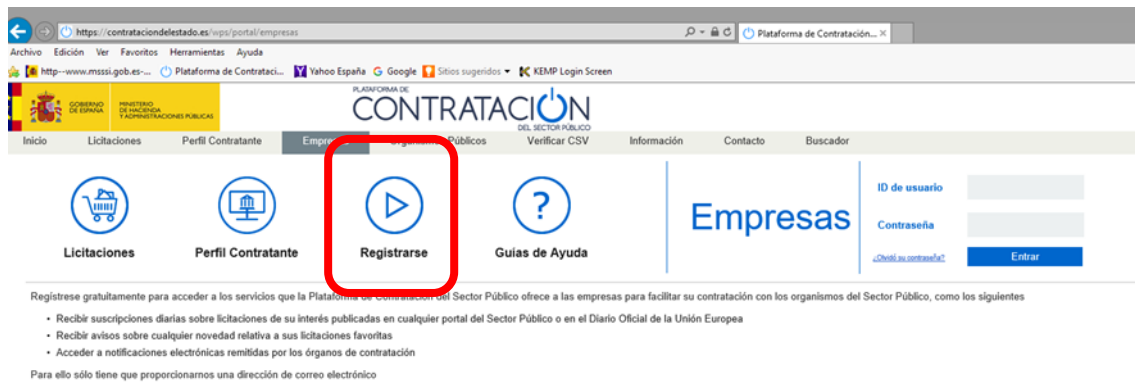 https://contrataciondelestado.es/wps/portal/empresas
Plataforma de Contratación...
Archivo Edición Ver Favoritos Herramientas Ayuda
http--www.msssi.gob.es-... Plataforma de Contrataci... Yahoo España Google Sitios sugeridos KEMP Login Screen
GOBIERNO DE ESPAÑA
MINISTERIO DE HACIENDA Y ADMINISTRACIONES PÚBLICAS
PLATAFORMA DE
CONTRATACIÓN
DEL SECTOR PÚBLICO
Inicio Licitaciones Perfil Contratante Públicos Verificar CSV Información Contacto Buscador
Licitaciones Perfil Contratante Registrarse Guias de Ayuda
Empresas
ID de usuario
Contraseña
¿Olvidó su contraseña? Entrar
Regístrese gratuitamente para acceder a los servicios que la Plataforma de Contratación del Sector Público ofrece a las empresas para facilitar su contratación con los organismos del Sector Público, como los siguientes
• Recibir suscripciones diarias sobre licitaciones de su interés publicadas en cualquier portal del Sector Público o en el Diario Oficial de la Unión Europea
• Recibir avisos sobre cualquier novedad relativa a sus licitaciones favoritas
• Acceder a notificaciones electrónicas remitidas por los órganos de contratación
Para ello sólo tiene que proporcionarnos una dirección de correo electrónico